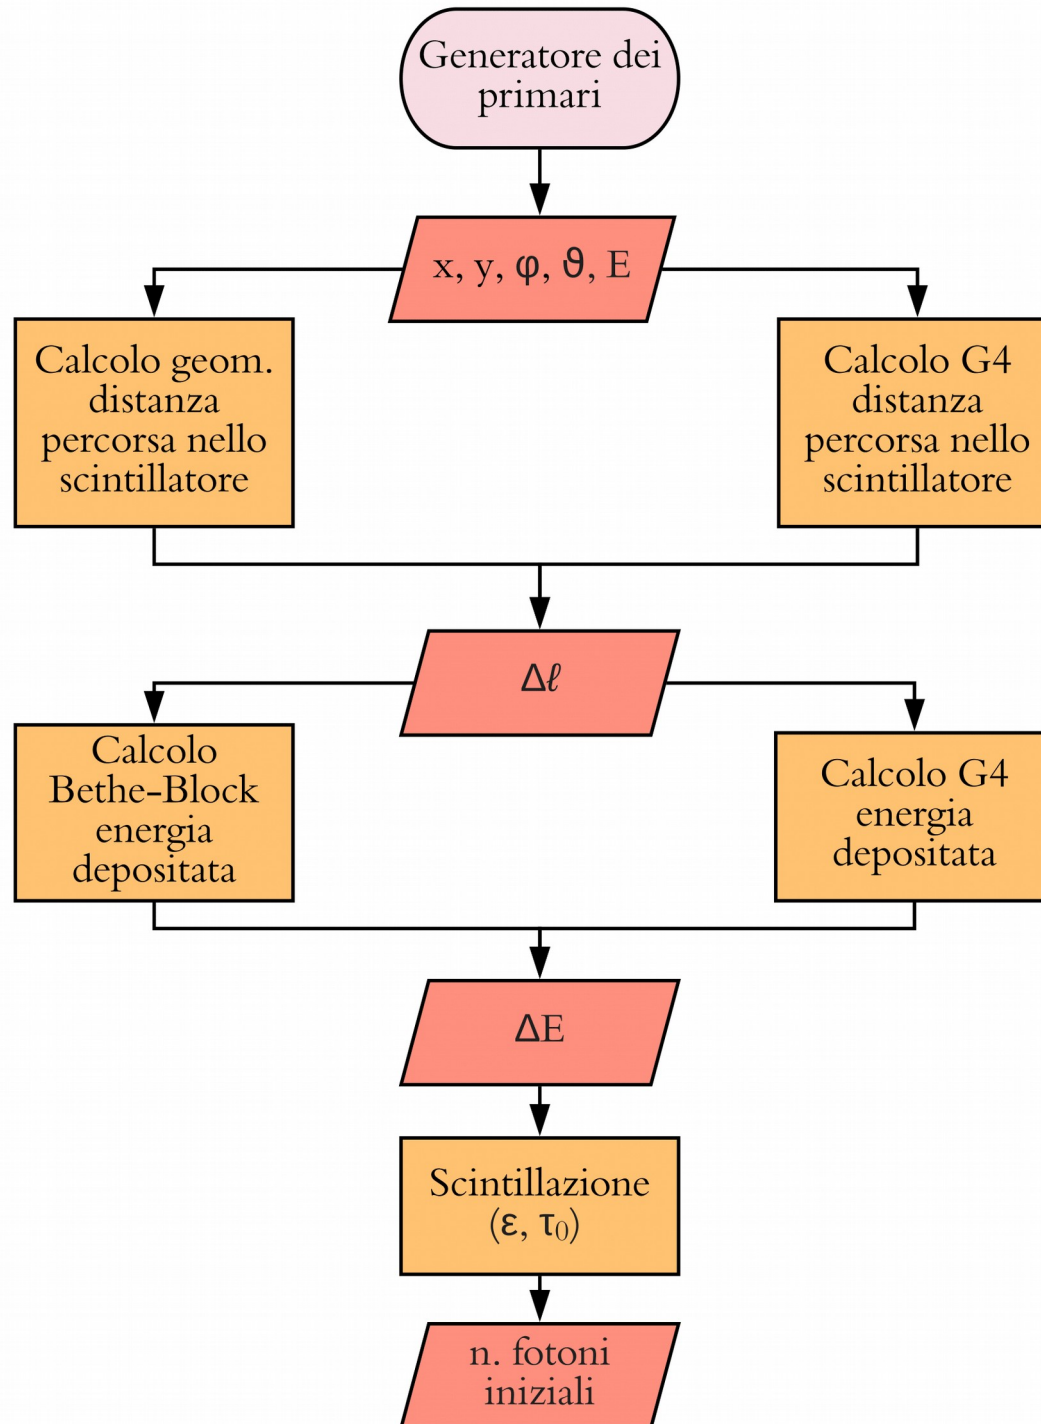 Generatore dei
primari
x, y, φ, ϑ, E
Calcolo geom.
distanza
percorsa nello
scintillatore
Calcolo G4
distanza
percorsa nello
scintillatore
Δℓ
Calcolo
Bethe-Block
energia
depositata
Calcolo G4
energia
depositata
ΔE
Scintillazione
(ε, τ₀)
n. fotoni
iniziali